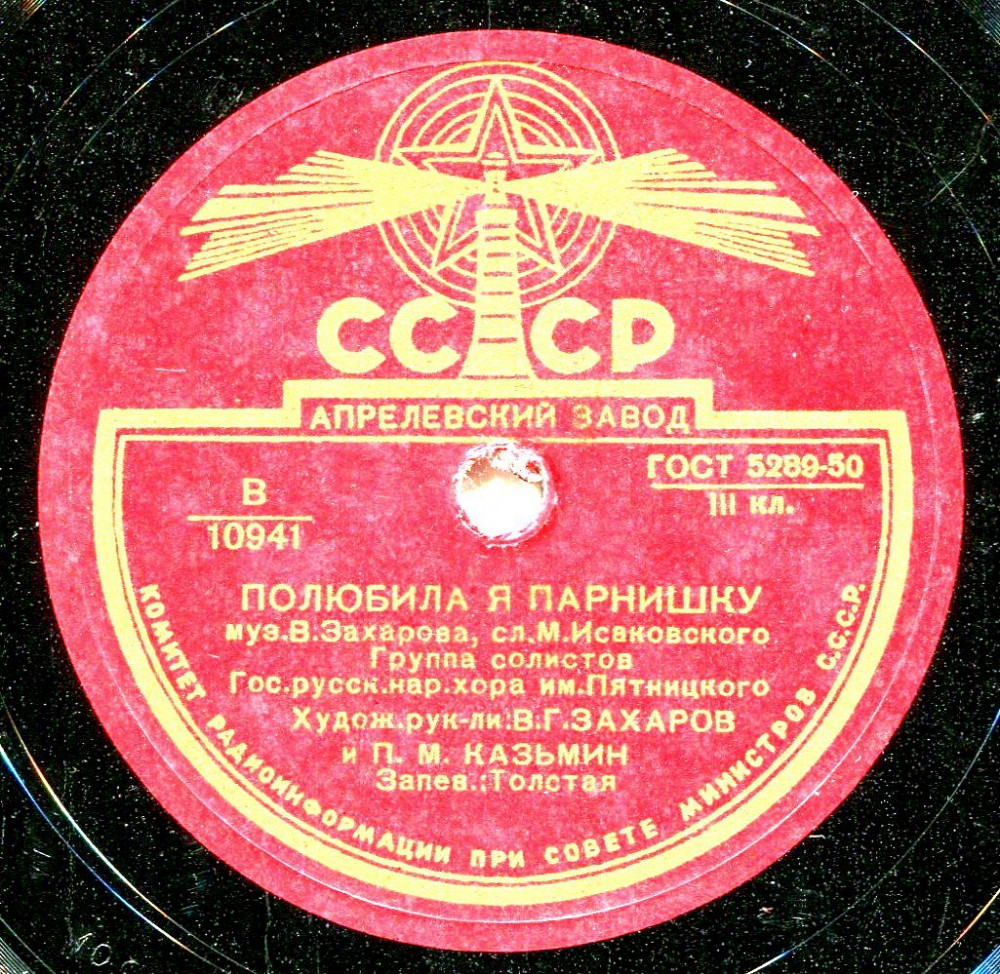 СССР
АПРЕЛЕВСКИЙ ЗАВОД
ГОСТ 5289-50
III кл.
В
10941
ПОЛЮБИЛА Я ПАРНИШКУ
муз.В.Захарова, сл.М.Исаковского
Группа солистов
Гос.русск.нар.хора им.Пятницкого
Худож.рук-ли:В.Г.ЗАХАРОВ
и П. М. КАЗЬМИН
Запев.:Толстая
КОМИТЕТ РАДИОИНФОРМАЦИИ ПРИ СОВЕТЕ МИНИСТРОВ С.С.С.Р.